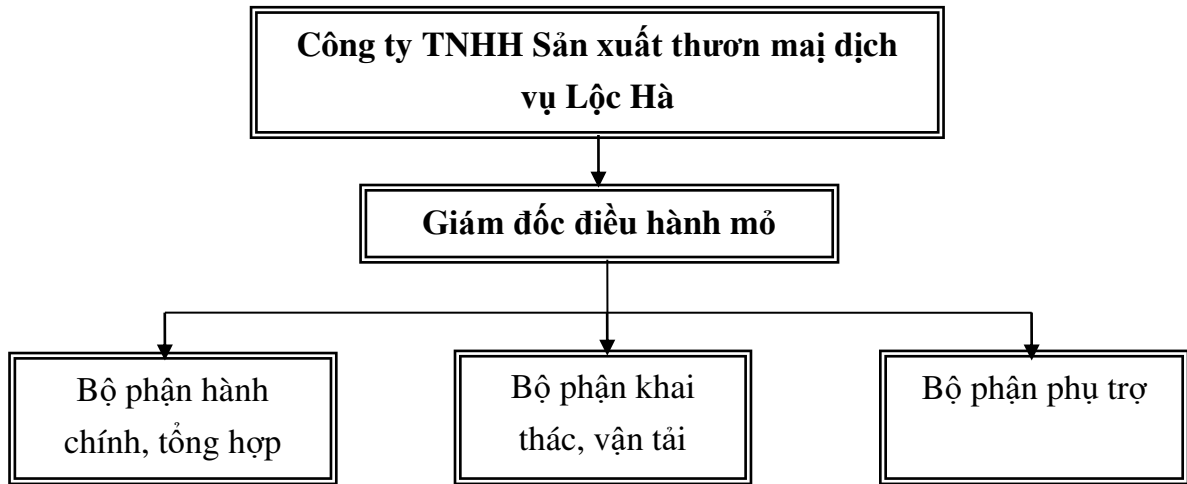 Công ty TNHH Sản xuất thươn maị dịch
vụ Lộc Hà
Giám đốc điều hành mỏ
Bộ phận hành
chính, tổng hợp
Bộ phận khai
thác, vận tải
Bộ phận phụ trợ